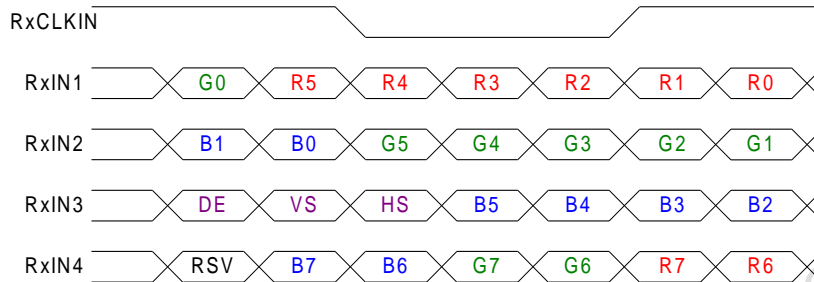 RxCLKIN
RxIN1 G0 R5 R4 R3 R2 R1 R0
RxIN2 B1 B0 G5 G4 G3 G2 G1
RxIN3 DE VS HS B5 B4 B3 B2
RxIN4 RSV B7 B6 G7 G6 R7 R6